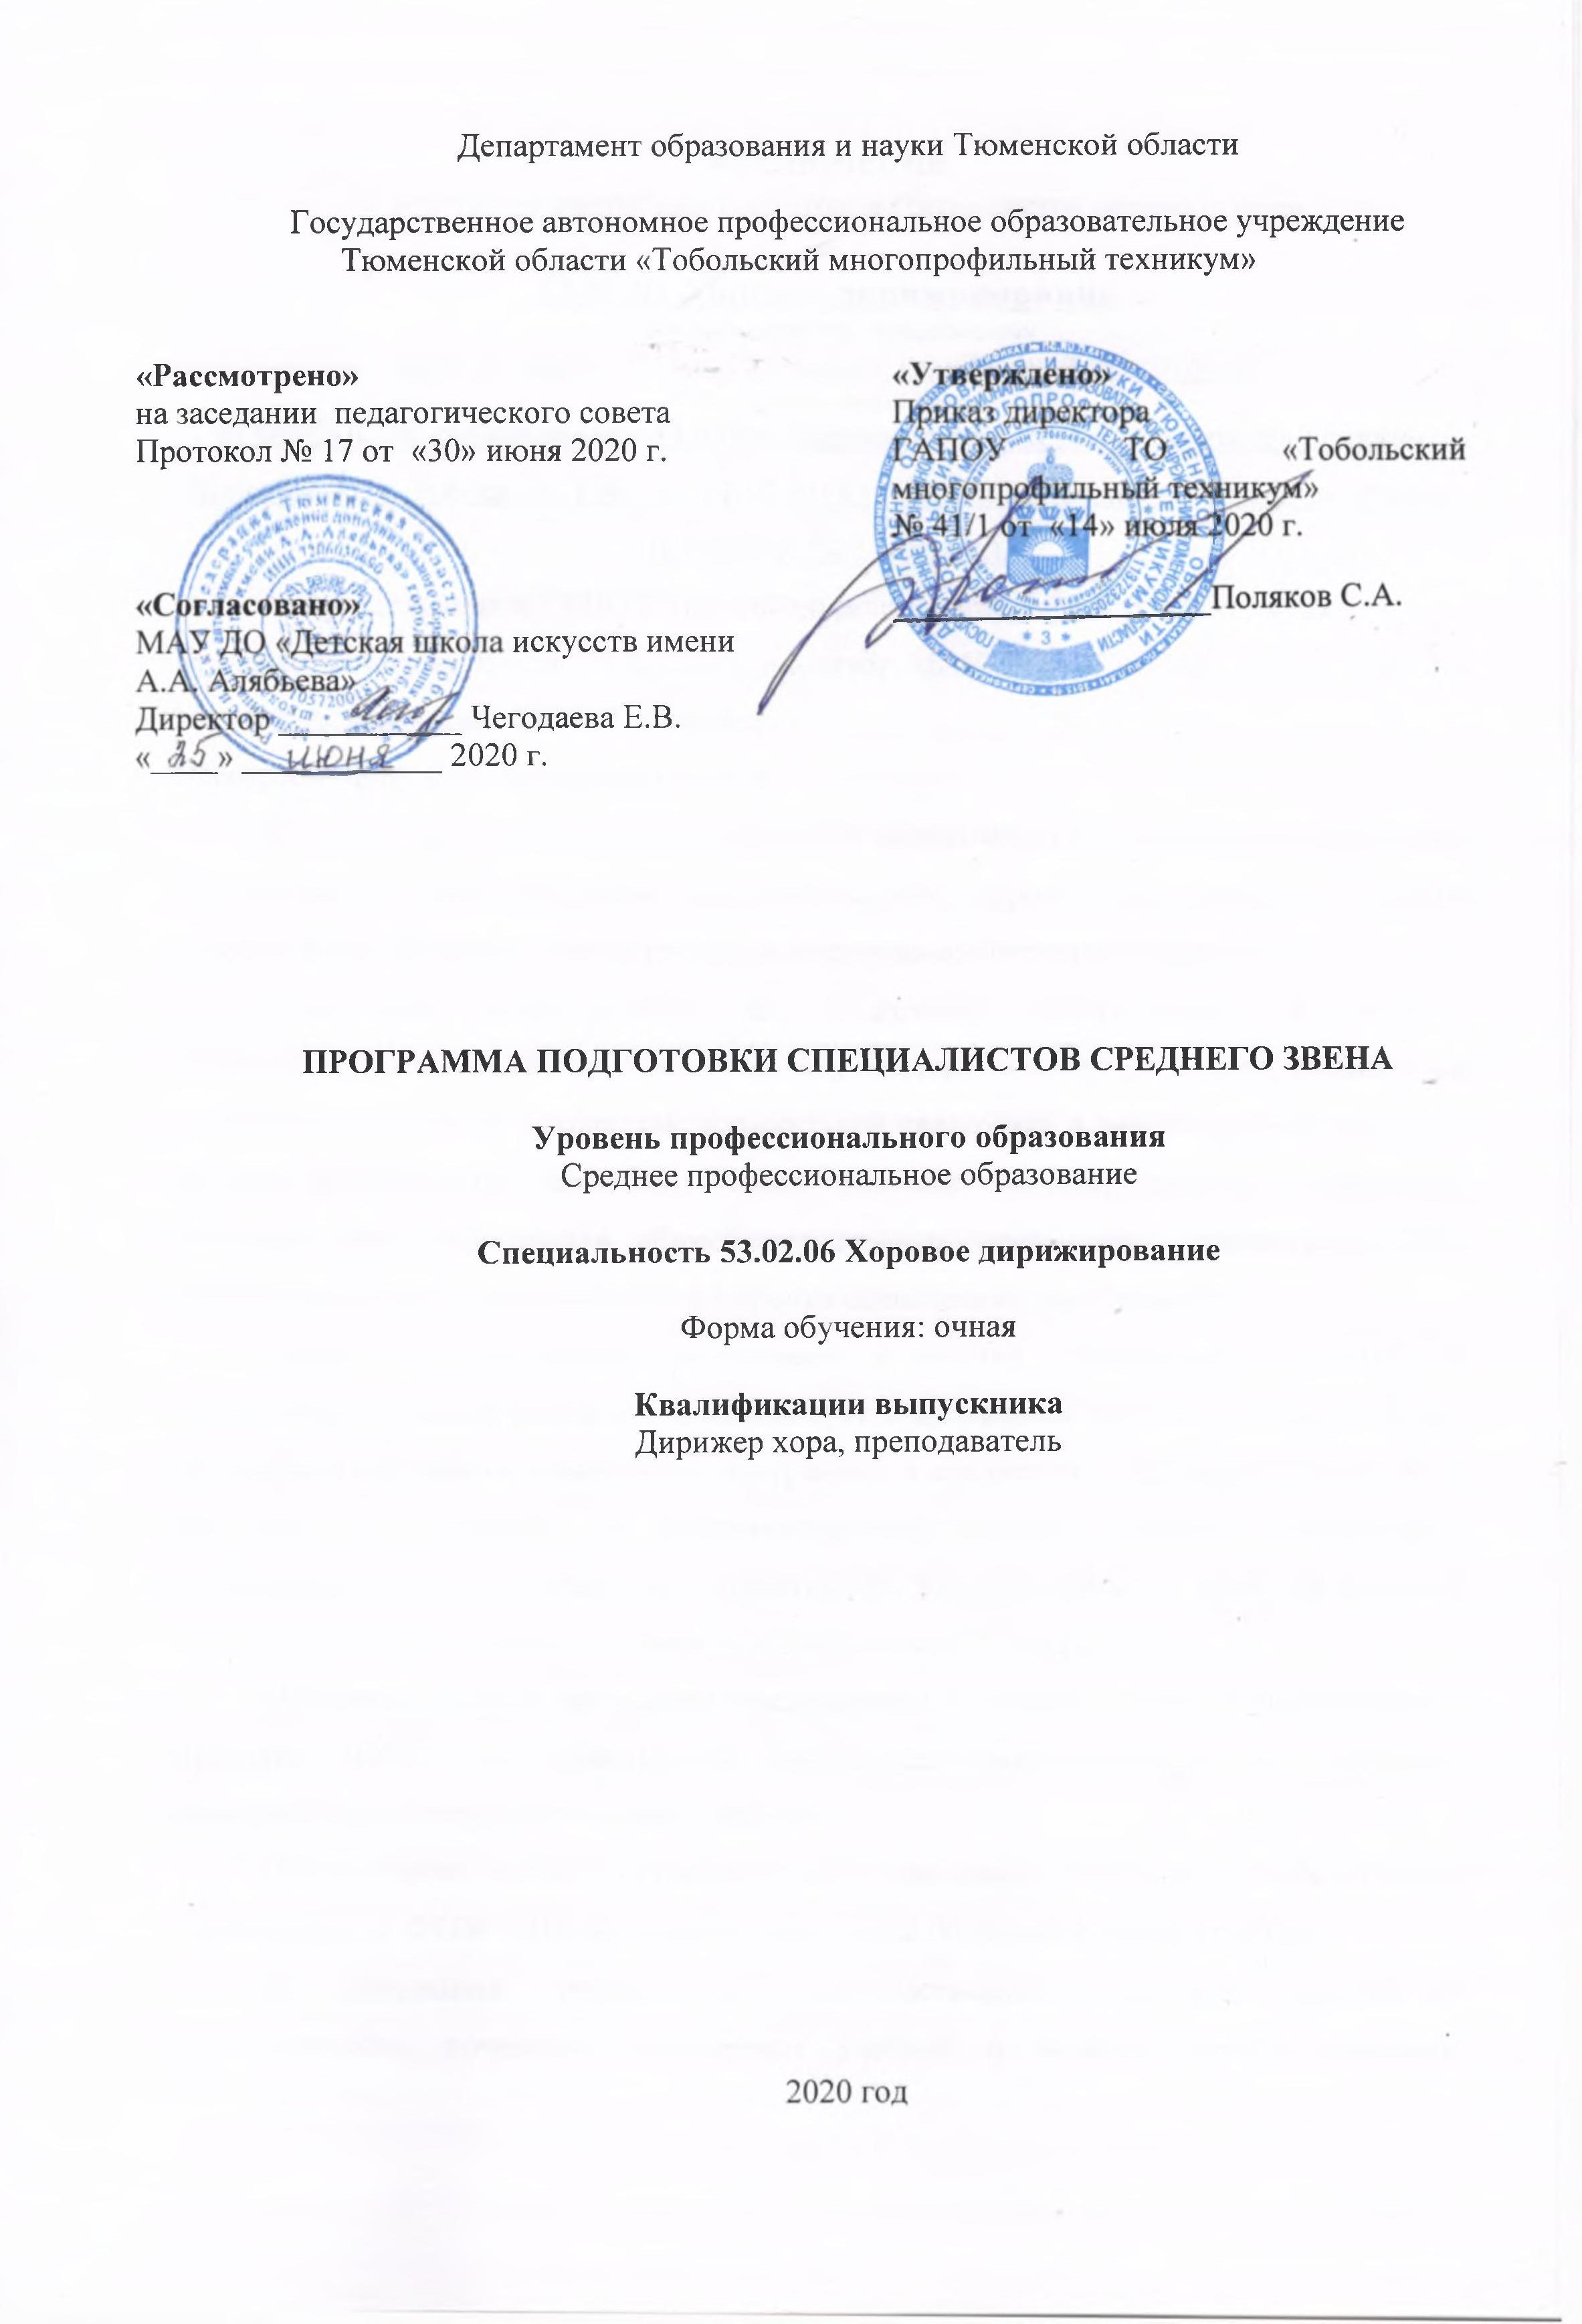 Департамент образования и науки Тюменской области
Государственное автономное профессиональное образовательное учреждение
Тюменской области «Тобольский многопрофильный техникум»
«Рассмотрено»
на заседании педагогического совета
Протокол № 17 от «30» июня 2020 г.
«Согласовано»
МАУ ДО «Детская школа искусств имени
А.А. Алябьева»
Директор Чегодаева Е.В.
«25» июня 2020 г.
«Утверждено»
Приказ директора
ГАПОУ ТО «Тобольский
многопрофильный техникум»
№ 41/1 от «14» июля 2020 г.
Поляков С.А.
ПРОГРАММА ПОДГОТОВКИ СПЕЦИАЛИСТОВ СРЕДНЕГО ЗВЕНА
Уровень профессионального образования
Среднее профессиональное образование
Специальность 53.02.06 Хоровое дирижирование
Форма обучения: очная
Квалификации выпускника
Дирижер хора, преподаватель
2020 год